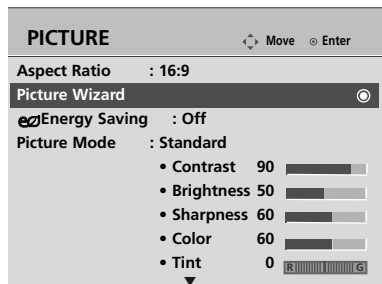 PICTURE Move Enter
Aspect Ratio : 16:9
Picture Wizard
Energy Saving : Off
Picture Mode : Standard
• Contrast 90
• Brightness 50
• Sharpness 60
• Color 60
• Tint 0 R G